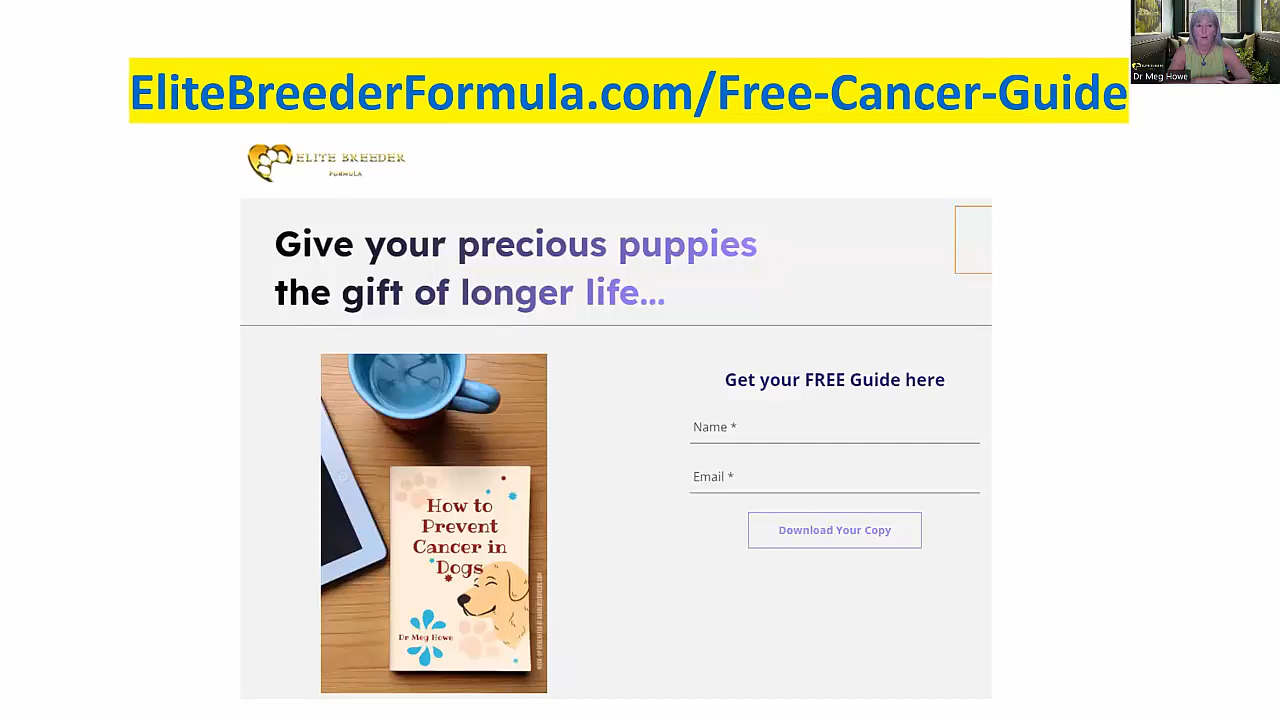 EliteBreederFormula.com/Free-Cancer-Guide
Dr Meg Howe
ELITE BREEDER
FORMULA
Give your precious puppies
the gift of longer life...
Get your FREE Guide here
Name *
Email *
Download Your Copy
How to
Prevent
Cancer in
Dogs
Dr Meg Howe